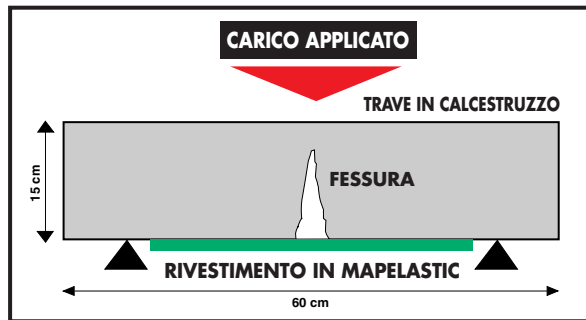 CARICO APPLICATO
TRAVE IN CALCESTRUZZO
15 cm
FESSURA
RIVESTIMENTO IN MAPELASTIC
60 cm